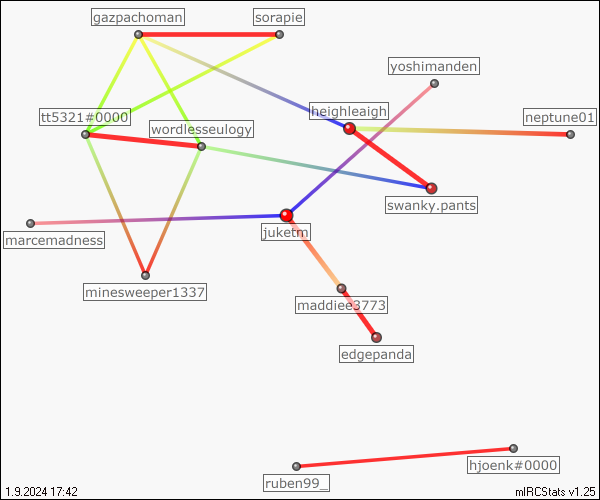 gazpachoman
sorapie
yoshimanden
heighleaigh
tt5321#0000
neptune01
wordlesseulogy
swanky.pants
juketm
marcemadness
minesweeper1337
maddiee3773
edgepanda
hjoenk#0000
ruben99_
1.9.2024 17:42
mIRCStats v1.25